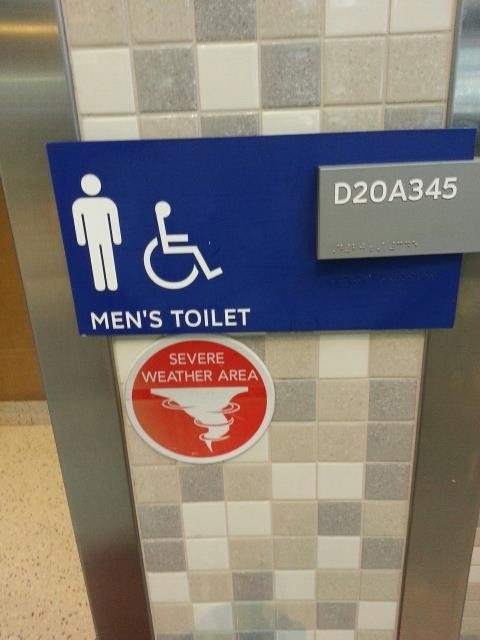 D20A345
MEN'S TOILET
SEVERE
WEATHER AREA